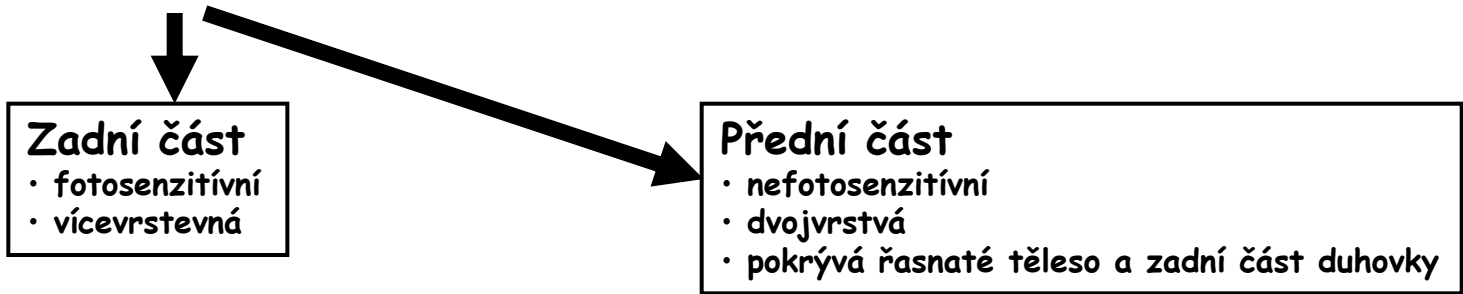 Zadní část
· fotosenzitívní
· vícevrstevná
Přední část
· nefotosenzitívní
· dvojvrstvá
· pokrývá řasnaté těleso a zadní část duhovky